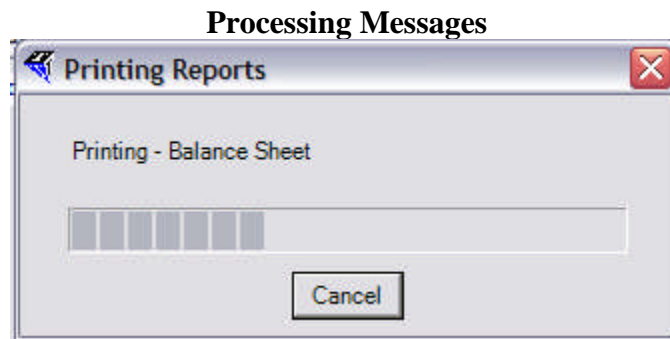 Processing Messages
Printing Reports
Printing - Balance Sheet
Cancel